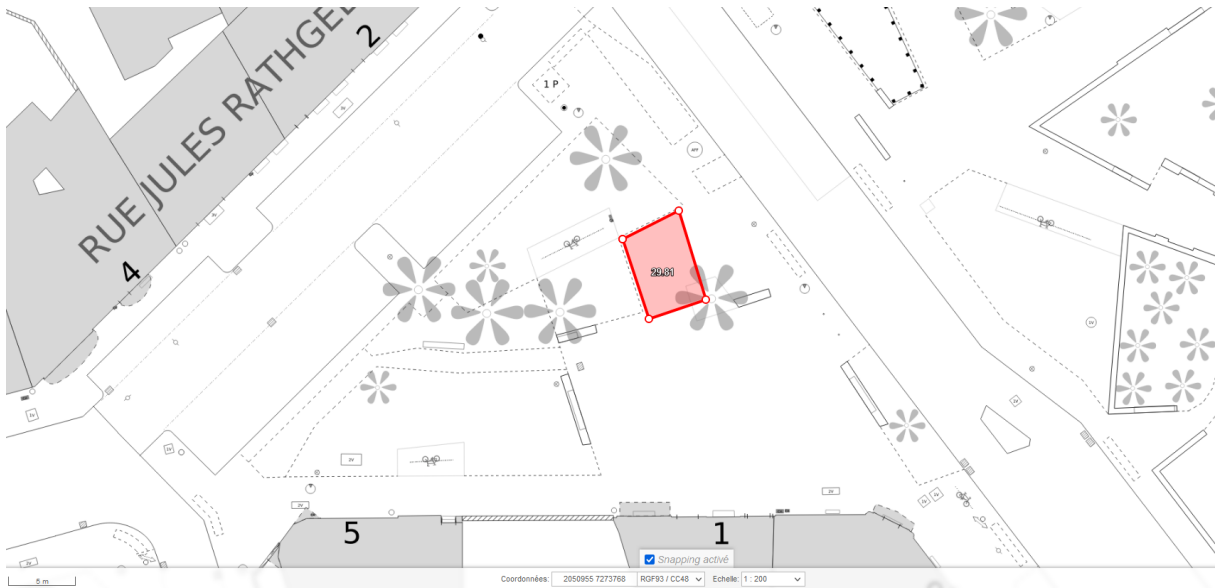 2
RUE JULES RATHGE
1 P
4
29.81
5
1
Snapping activé
5 m
Coordonnées: 2050955 7273768 RGF93 / CC48 Echelle: 1 : 200